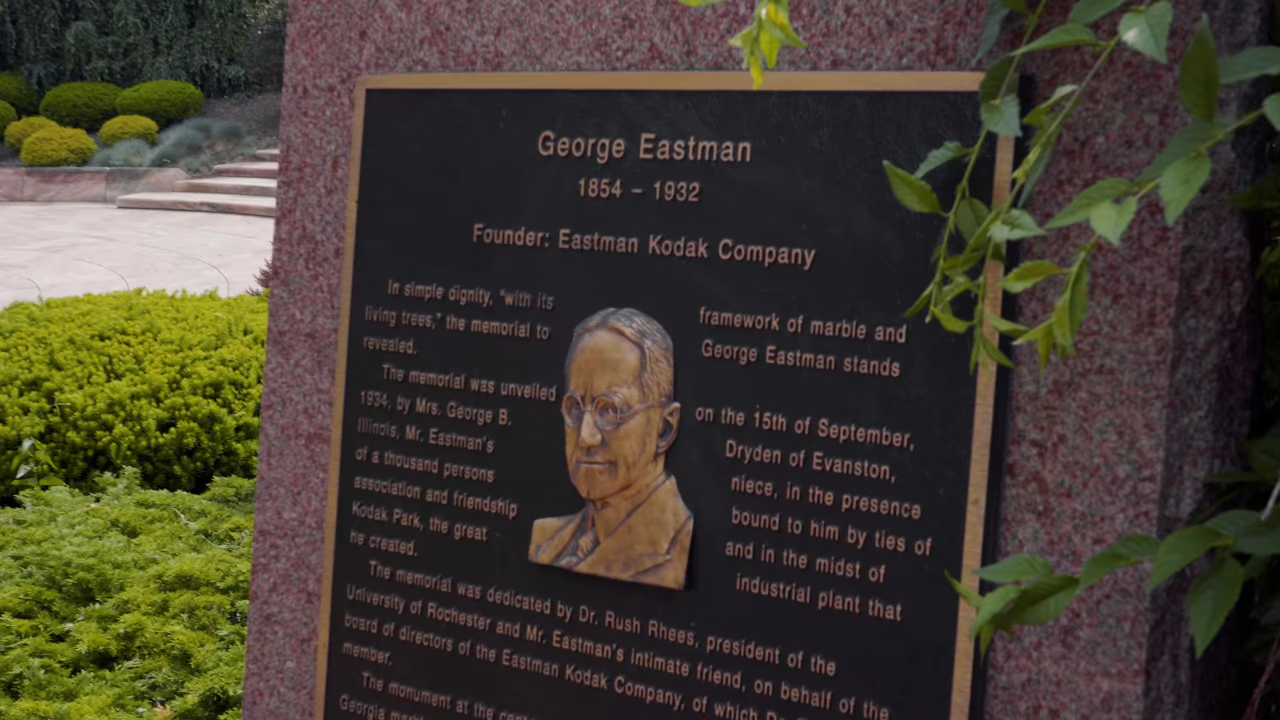 George Eastman
1854 – 1932
Founder: Eastman Kodak Company
In simple dignity, "with its framework of marble and
living trees," the memorial to George Eastman stands
revealed.
The memorial was unveiled on the 15th of September,
1934, by Mrs. George B. Dryden of Evanston,
Illinois, Mr. Eastman's niece, in the presence
of a thousand persons bound to him by ties of
association and friendship and in the midst of
Kodak Park, the great industrial plant that
he created.
The memorial was dedicated by Dr. Rush Rhees, president of the
University of Rochester and Mr. Eastman's intimate friend, on behalf of the
board of directors of the Eastman Kodak Company, of which Dr.
member.
The monument at the
Georgia